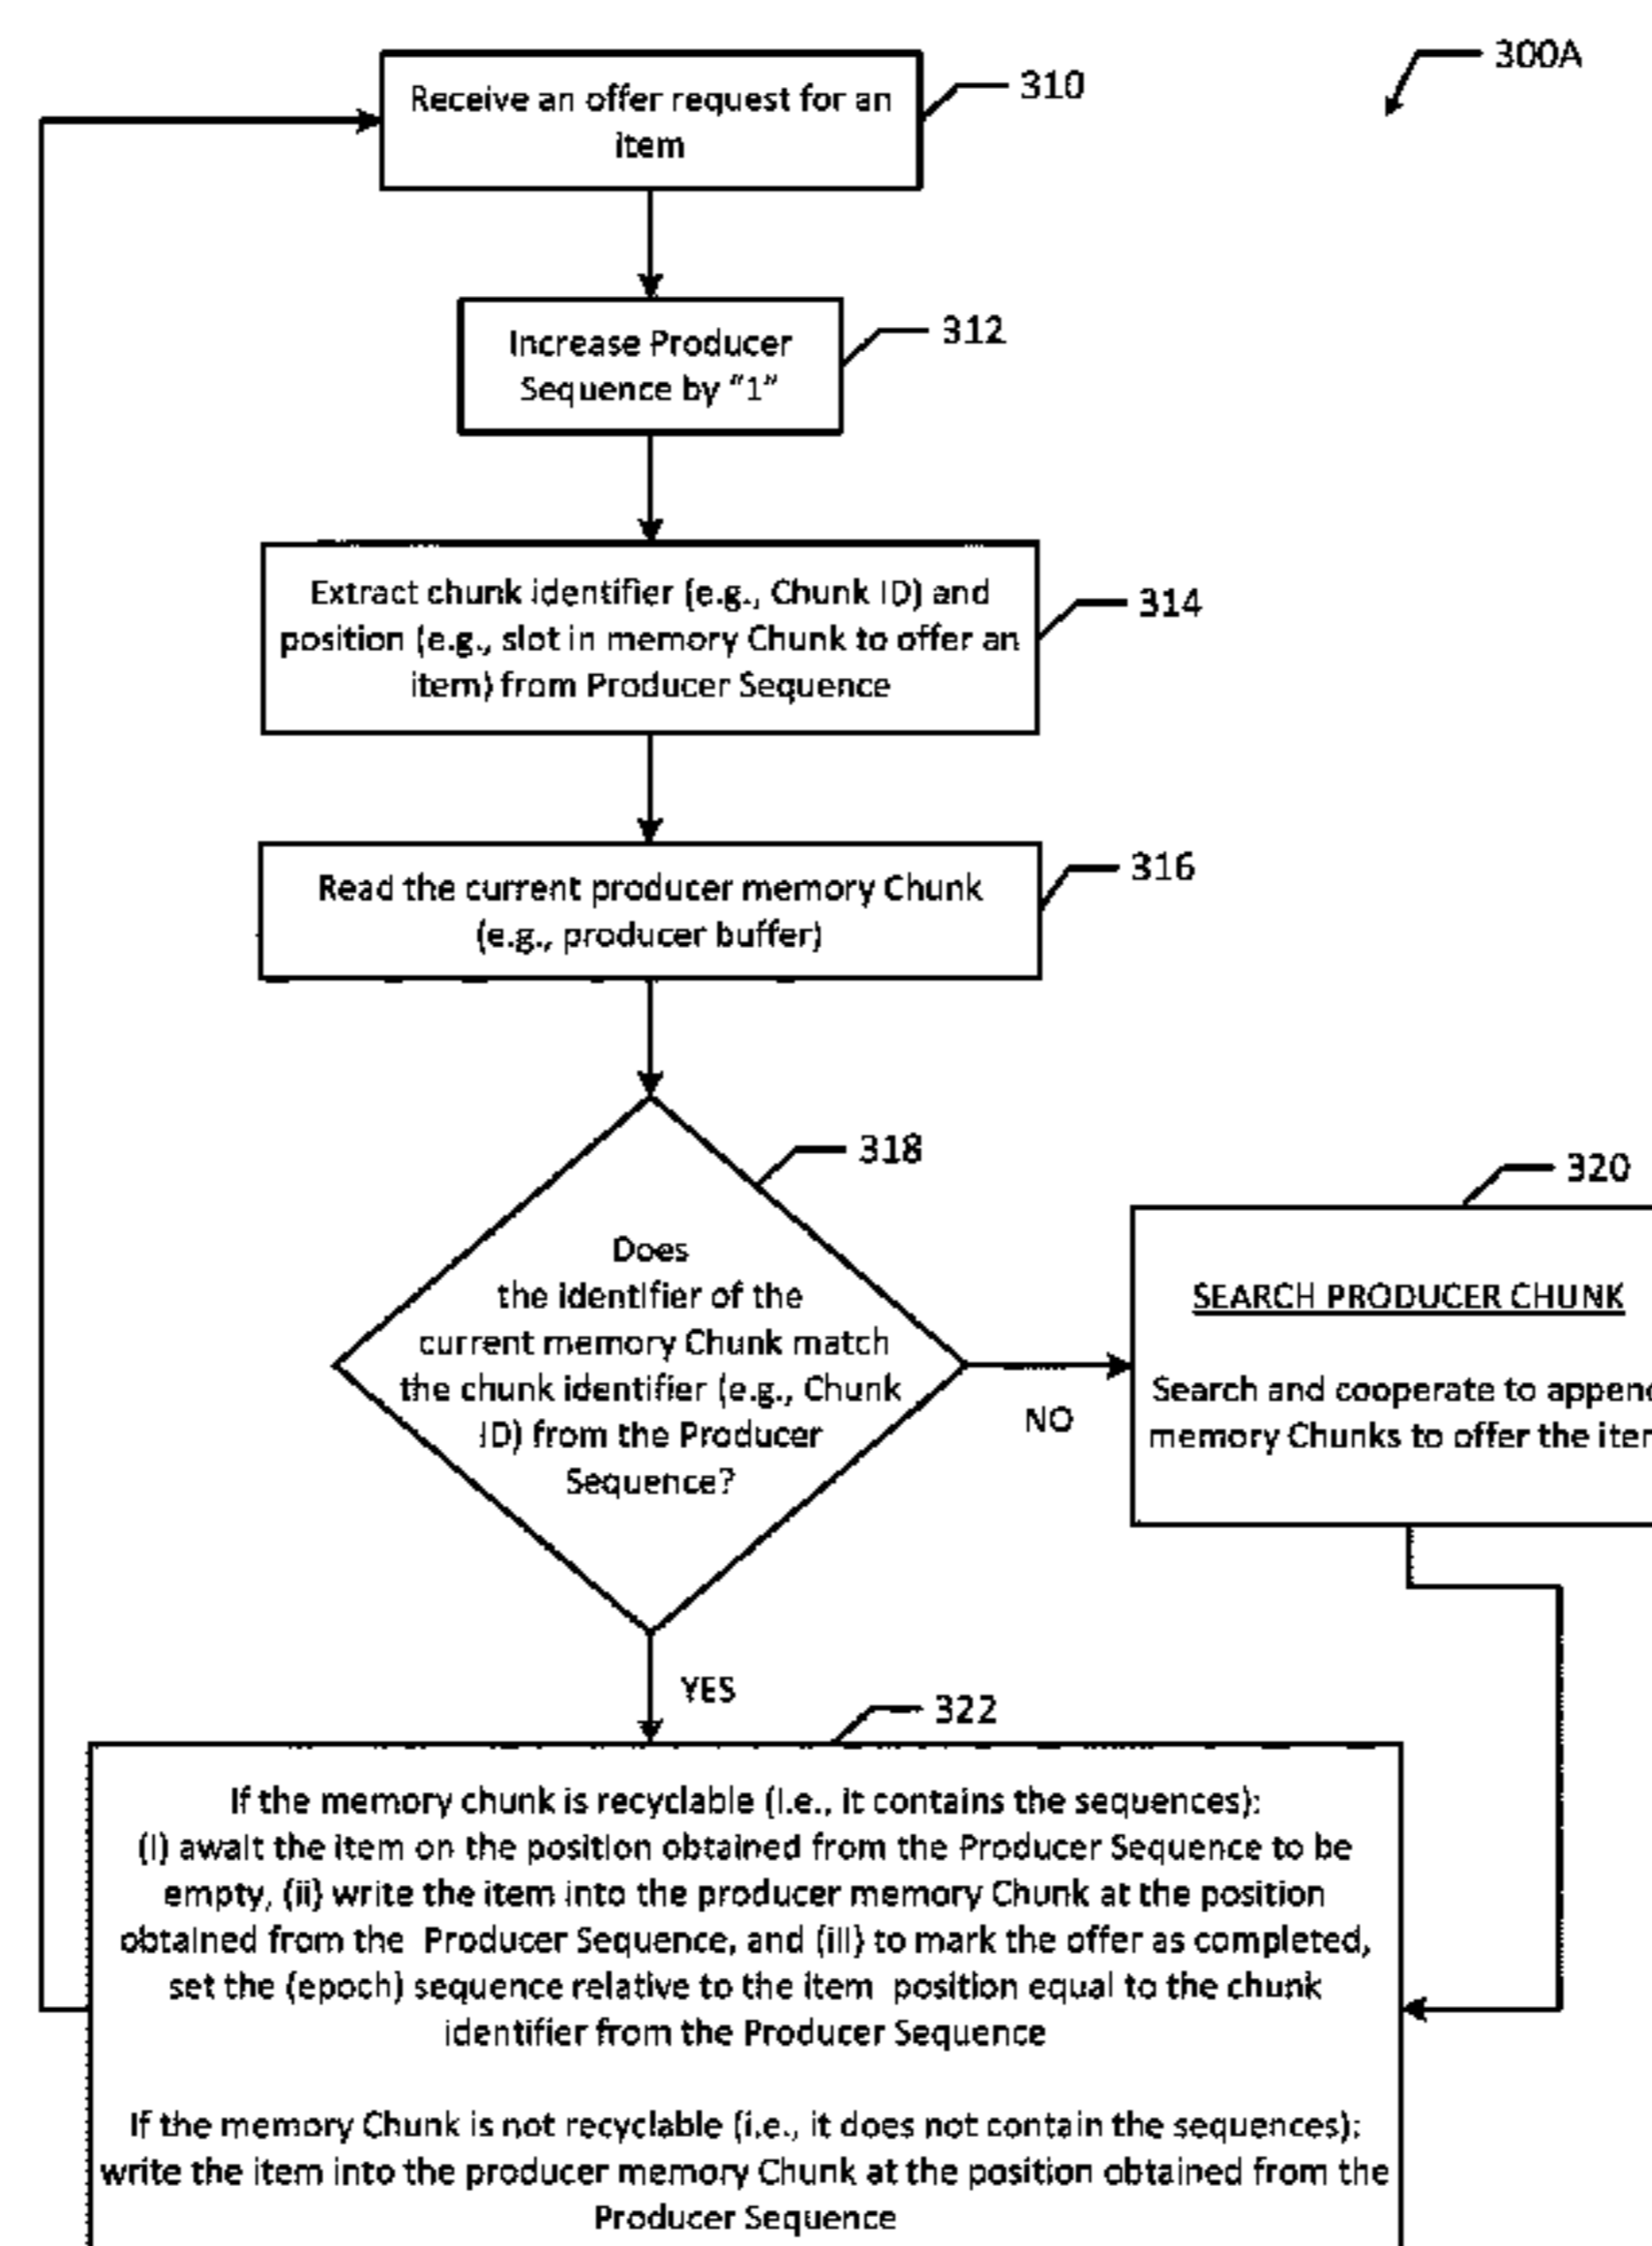 300A
310
Receive an offer request for an
item
312
Increase Producer
Sequence by "1"
314
Extract chunk identifier (e.g., Chunk ID) and
position (e.g., slot in memory Chunk to offer an
item) from Producer Sequence
316
Read the current producer memory Chunk
(e.g., producer buffer)
318
Does
the identifier of the
current memory Chunk match
the chunk identifier (e.g., Chunk
ID) from the Producer
Sequence?
NO
320
SEARCH PRODUCER CHUNK
Search and cooperate to
memory Chunks to offer the
YES
322
If the memory chunk is recyclable (i.e., it contains the sequences):
(i) await the item on the position obtained from the Producer Sequence to be
empty, (ii) write the item into the producer memory Chunk at the position
obtained from the Producer Sequence, and (iii) to mark the offer as completed,
set the (epoch) sequence relative to the item position equal to the chunk
identifier from the Producer Sequence
If the memory Chunk is not recyclable (i.e., it does not contain the sequences):
write the item into the producer memory Chunk at the position obtained from the
Producer Sequence